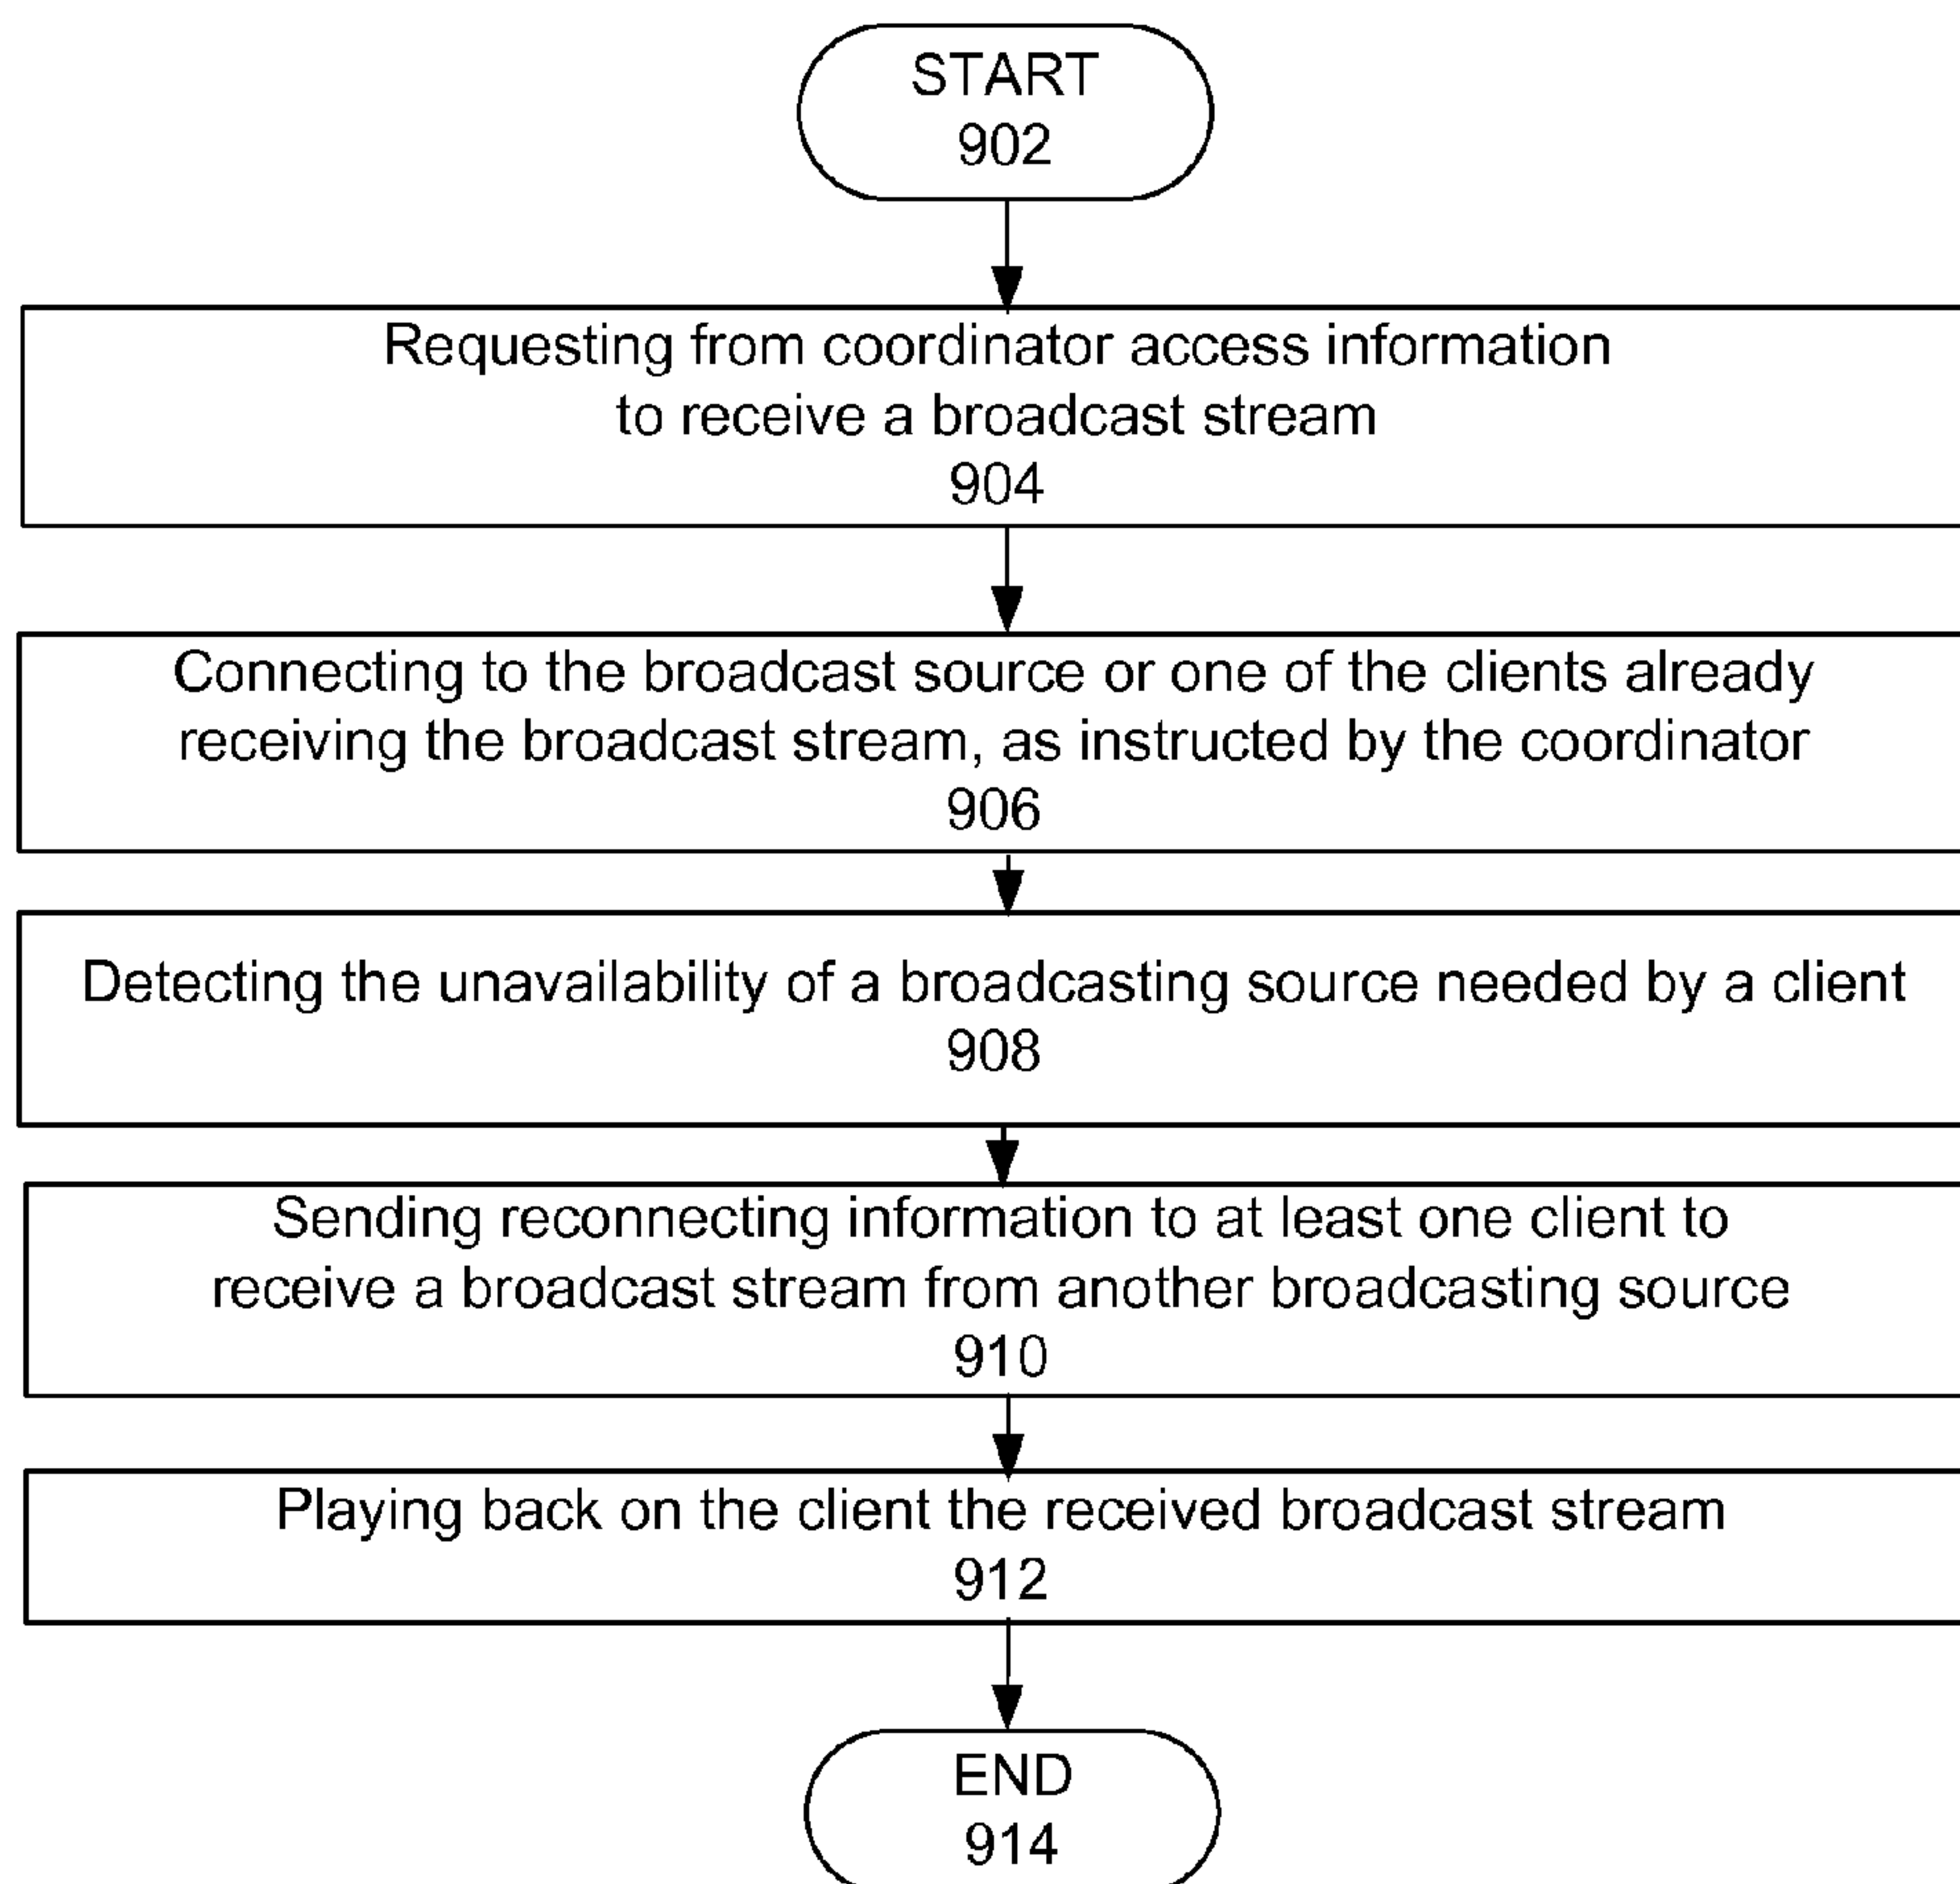 START
902
Requesting from coordinator access information
to receive a broadcast stream
904
Connecting to the broadcast source or one of the clients already
receiving the broadcast stream, as instructed by the coordinator
906
Detecting the unavailability of a broadcasting source needed by a client
908
Sending reconnecting information to at least one client to
receive a broadcast stream from another broadcasting source
910
Playing back on the client the received broadcast stream
912
END
914